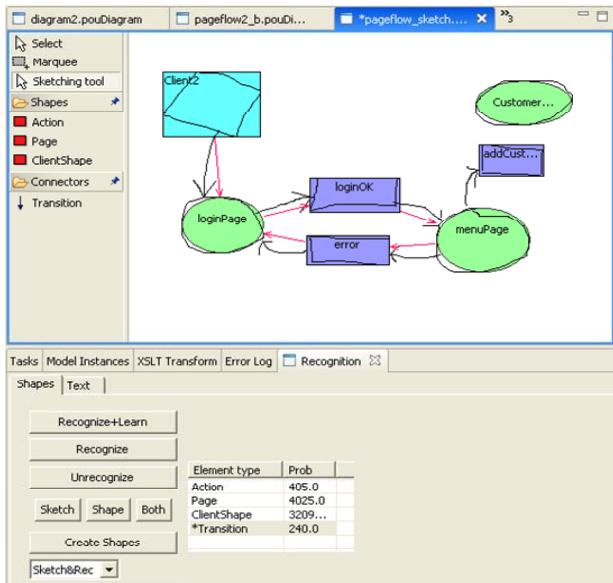 diagram2.pouDiagram
pageflow2_b.pouDi...
*pageflow_sketch....
»3
Select
Marquee
Sketching tool
Shapes
Action
Page
ClientShape
Connectors
Transition
Client2
Customer...
addCust...
loginOK
loginPage
menuPage
error
Tasks Model Instances XSLT Transform Error Log Recognition
Shapes Text
Recognize+Learn
Recognize
Unrecognize
Sketch Shape Both
Create Shapes
Sketch&Rec
Element type Prob
Action 405.0
Page 4025.0
ClientShape 3209...
*Transition 240.0